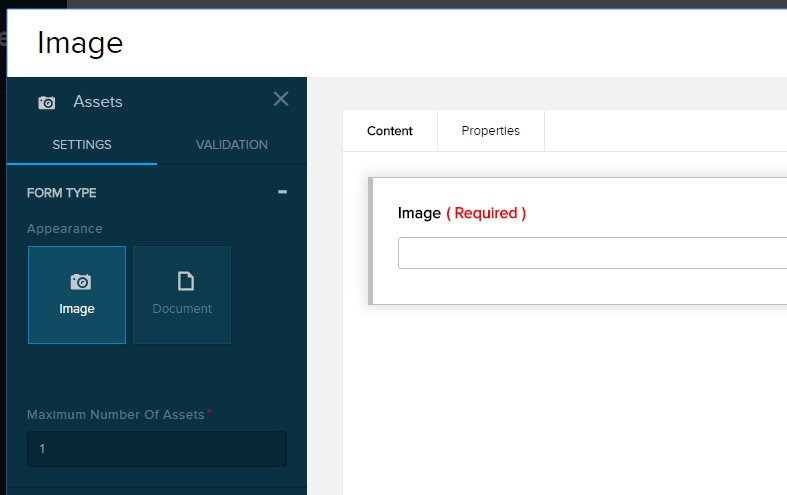 Image
Assets
SETTINGS
VALIDATION
FORM TYPE
Appearance
Image
Document
Maximum Number Of Assets*
1
Content
Properties
Image ( Required )